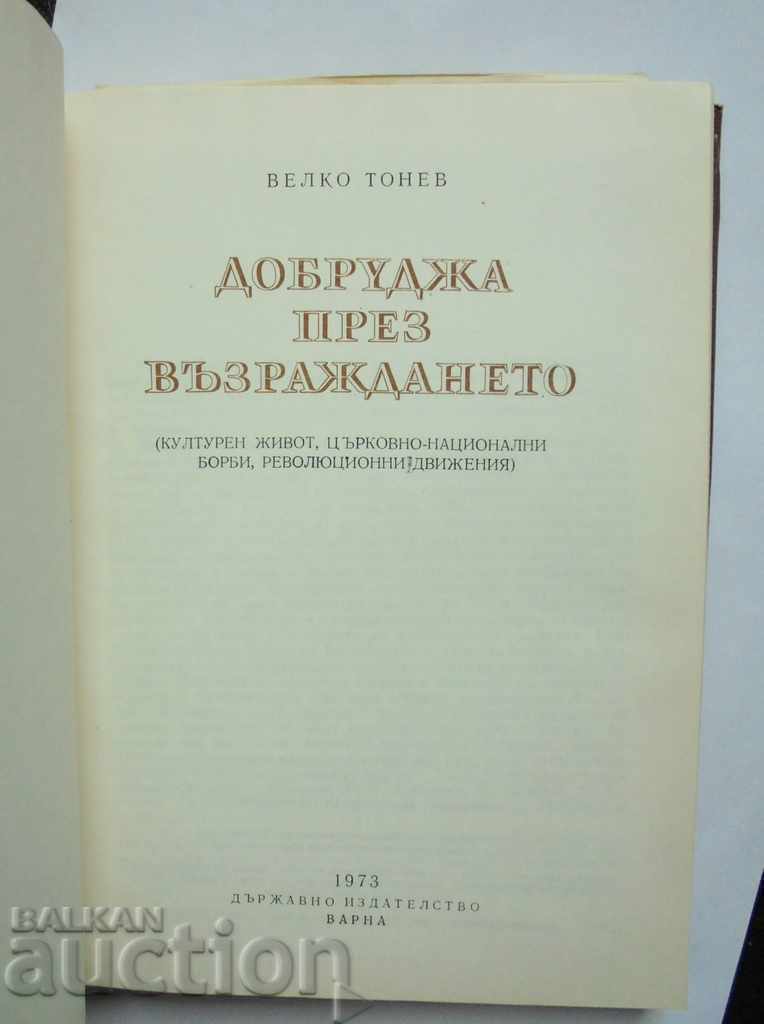 ВЕЛКО ТОНЕВ
ДОБРУДЖА
ПРЕЗ
ВЪЗРАЖДАНЕТО
(КУЛТУРЕН ЖИВОТ, ЦЪРКОВНО-НАЦИОНАЛНИ
БОРБИ, РЕВОЛЮЦИОННИ ДВИЖЕНИЯ)
1973
ДЪРЖАВНО ИЗДАТЕЛСТВО
ВАРНА
BALKAN
auction